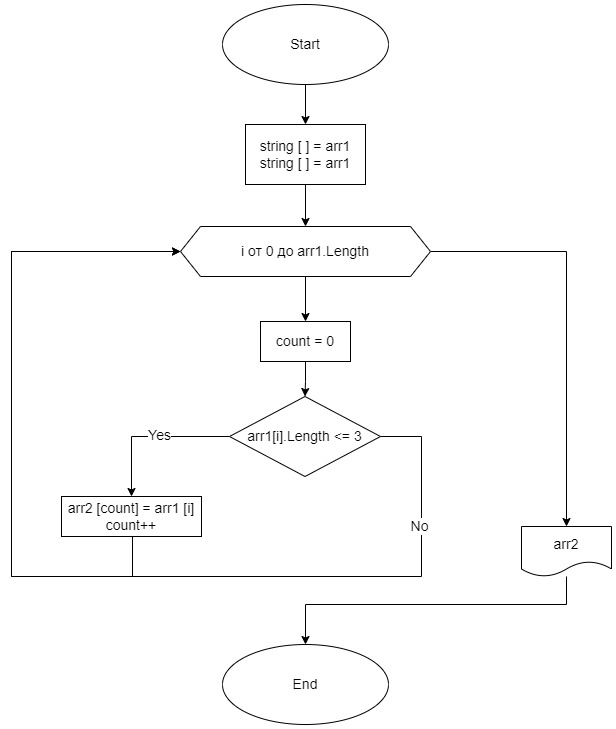 Start
string [ ] = arr1
string [ ] = arr1
i от 0 до arr1.Length
count = 0
arr1[i].Length <= 3
Yes
arr2 [count] = arr1 [i]
count++
No
arr2
End